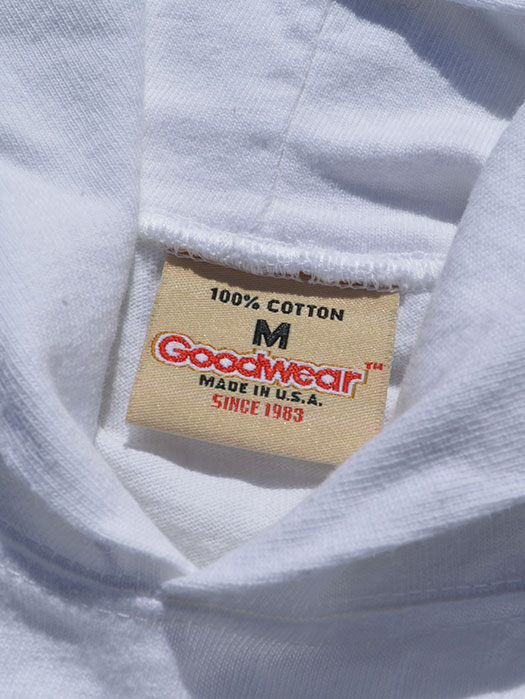 100% COTTON
M
Goodwear™
MADE IN U.S.A.
SINCE 1983